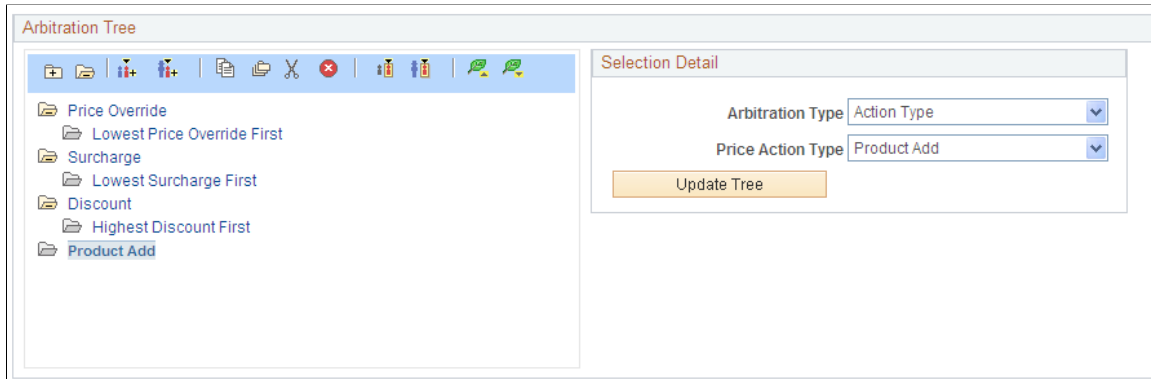 Arbitration Tree
Price Override
Lowest Price Override First
Surcharge
Lowest Surcharge First
Discount
Highest Discount First
Product Add
Selection Detail
Arbitration Type Action Type
Price Action Type Product Add
Update Tree